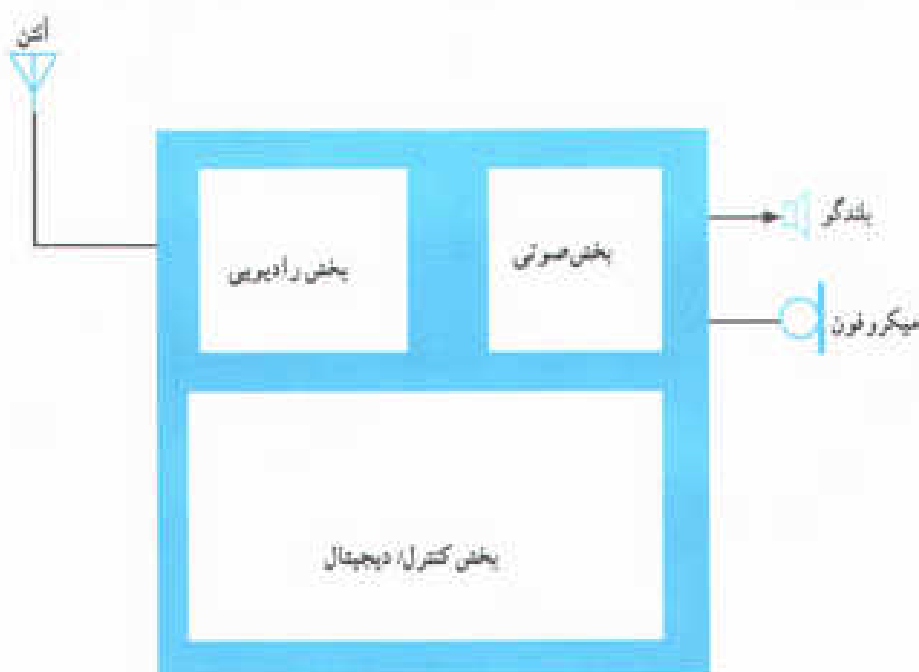 آنتن
بلندگو
بخش صوتی
بخش رادیویی
میکروفون
بخش کنترل/ دیجیتال